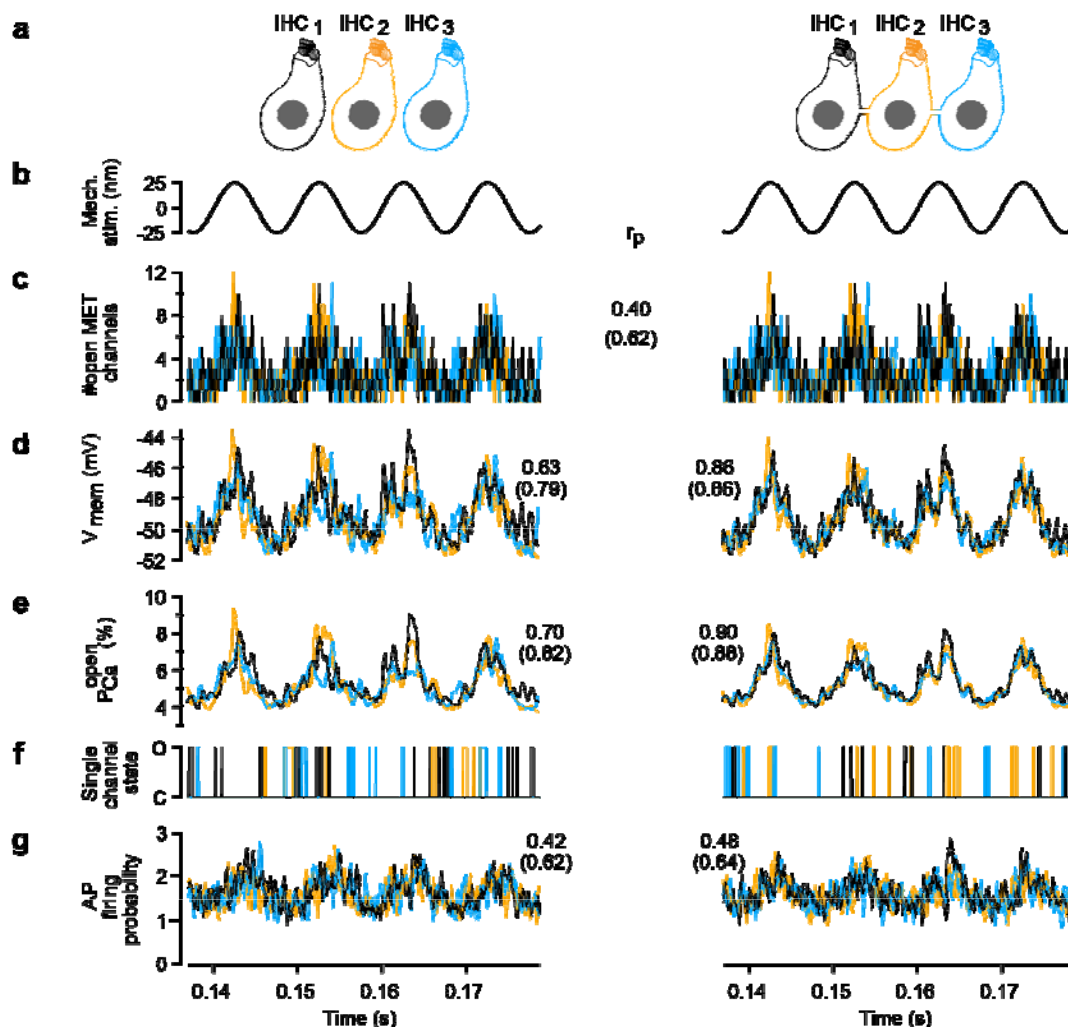 a
IHC 1 IHC 2 IHC 3
IHC 1 IHC 2 IHC 3
b
Mech.
stim. (nm)
25
0
-25
r p
c
#open MET
channels
12
8
4
0
0.40
(0.62)
d
V mem (mV)
-44
-46
-48
-50
-52
0.63
(0.79)
0.86
(0.86)
e
open
PCa (%)
10
8
6
4
0.70
(0.82)
0.90
(0.88)
f
Single
channel
state
O
C
g
AP
firing
probability
3
2
1
0
0.42
(0.62)
0.48
(0.64)
0.14 0.15 0.16 0.17
Time (s)
0.14 0.15 0.16 0.17
Time (s)